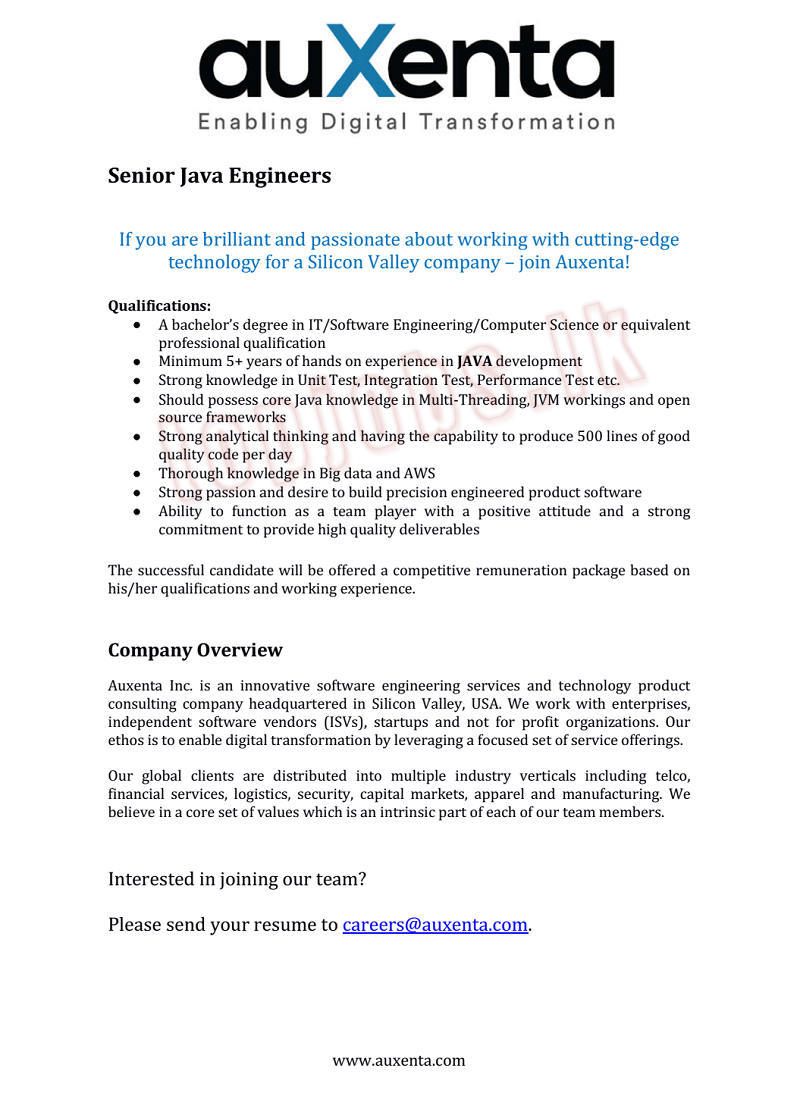 auXenta
Enabling Digital Transformation
Senior Java Engineers
If you are brilliant and passionate about working with cutting-edge
technology for a Silicon Valley company – join Auxenta!
Qualifications:
● A bachelor's degree in IT/Software Engineering/Computer Science or equivalent
professional qualification
● Minimum 5+ years of hands on experience in JAVA development
● Strong knowledge in Unit Test, Integration Test, Performance Test etc.
● Should possess core Java knowledge in Multi-Threading, JVM workings and open
source frameworks
● Strong analytical thinking and having the capability to produce 500 lines of good
quality code per day
● Thorough knowledge in Big data and AWS
● Strong passion and desire to build precision engineered product software
● Ability to function as a team player with a positive attitude and a strong
commitment to provide high quality deliverables
topjobs.lk
The successful candidate will be offered a competitive remuneration package based on
his/her qualifications and working experience.
Company Overview
Auxenta Inc. is an innovative software engineering services and technology product
consulting company headquartered in Silicon Valley, USA. We work with enterprises,
independent software vendors (ISVs), startups and not for profit organizations. Our
ethos is to enable digital transformation by leveraging a focused set of service offerings.
Our global clients are distributed into multiple industry verticals including telco,
financial services, logistics, security, capital markets, apparel and manufacturing. We
believe in a core set of values which is an intrinsic part of each of our team members.
Interested in joining our team?
Please send your resume to careers@auxenta.com.
www.auxenta.com